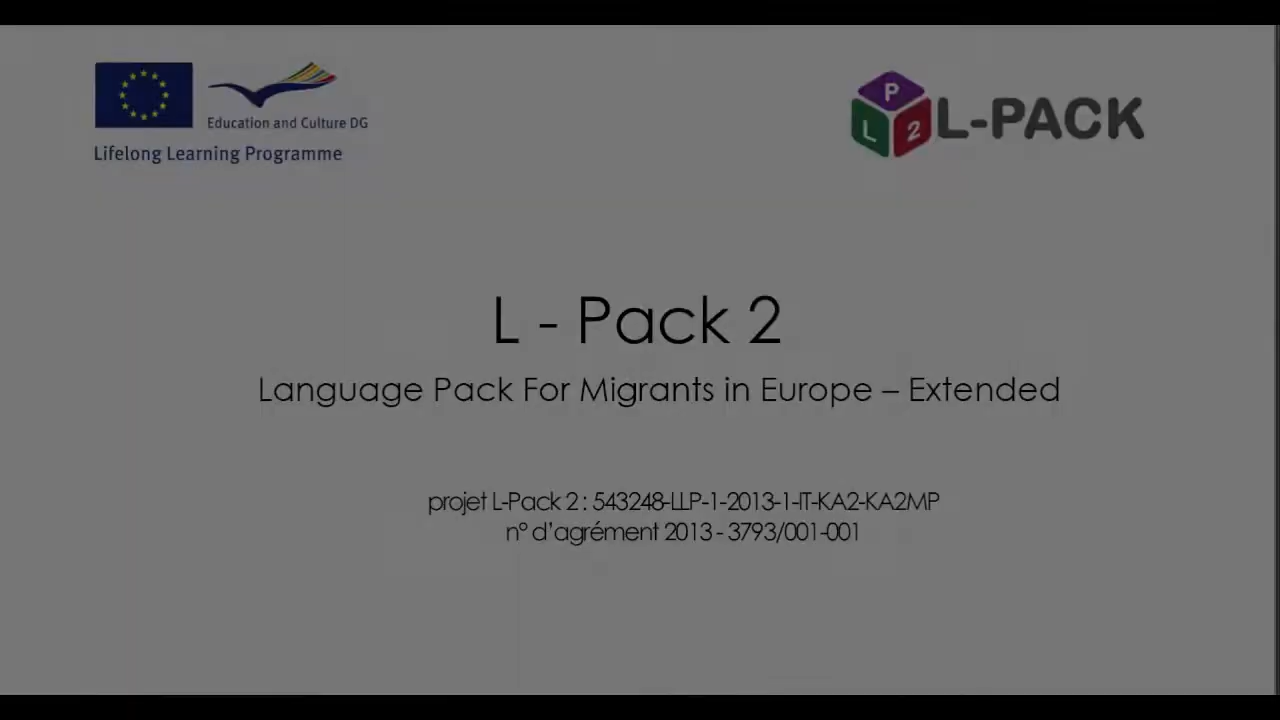 Education and Culture DG
Lifelong Learning Programme
P
L
2
L-PACK
L - Pack 2
Language Pack For Migrants in Europe – Extended
projet L-Pack 2 : 543248-LLP-1-2013-1-IT-KA2-KA2MP
n° d'agrément 2013 - 3793/001-001